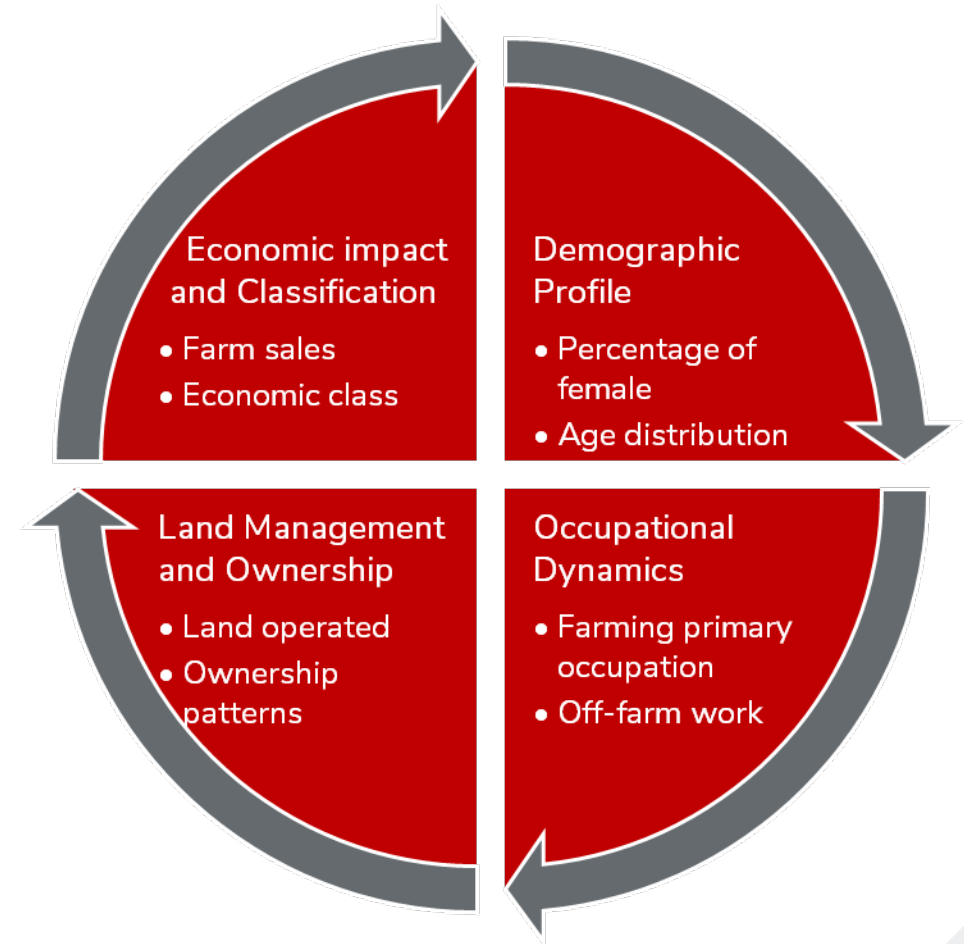 Economic impact
and Classification
• Farm sales
• Economic class
Demographic
Profile
• Percentage of
female
• Age distribution
Land Management
and Ownership
• Land operated
• Ownership
patterns
Occupational
Dynamics
• Farming primary
occupation
• Off-farm work